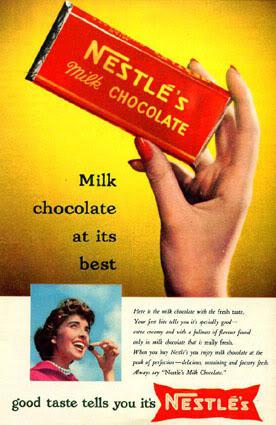 NESTLÉ'S
Milk CHOCOLATE
Milk
chocolate
at its
best
Here is the milk chocolate with the fresh taste.
Your first bite tells you it's specially good—
extra creamy and with a fullness of flavour found
only in milk chocolate that is really fresh.
When you buy Nestlé's you enjoy milk chocolate at the
peak of perfection—delicious, sustaining and factory fresh.
Always say "Nestlé's Milk Chocolate."
good taste tells you it's NESTLÉ'S